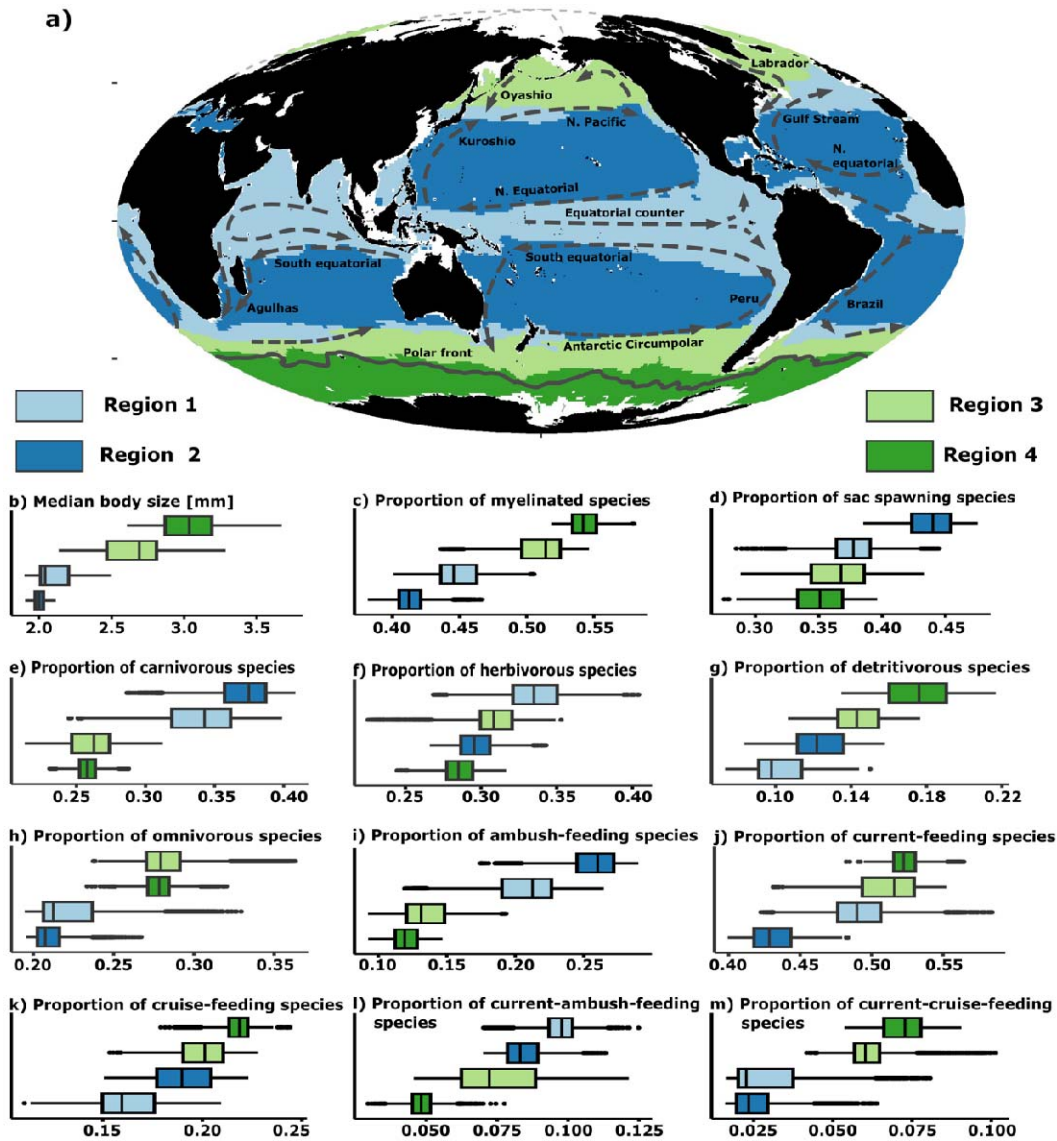 a)
Labrador
Oyashio
N. Pacific
Gulf Stream
Kuroshio
N.
equatorial
N. Equatorial
Equatorial counter
South equatorial
South equatorial
Agulhas
Peru
Brazil
Polar front
Antarctic Circumpolar
Region 1
Region 3
Region 2
Region 4
b) Median body size [mm]
2.0 2.5 3.0 3.5
c) Proportion of myelinated species
0.40 0.45 0.50 0.55
d) Proportion of sac spawning species
0.30 0.35 0.40 0.45
e) Proportion of carnivorous species
0.25 0.30 0.35 0.40
f) Proportion of herbivorous species
0.25 0.30 0.35 0.40
g) Proportion of detritivorous species
0.10 0.14 0.18 0.22
h) Proportion of omnivorous species
0.20 0.25 0.30 0.35
i) Proportion of ambush-feeding species
0.10 0.15 0.20 0.25
j) Proportion of current-feeding species
0.40 0.45 0.50 0.55
k) Proportion of cruise-feeding species
0.15 0.20 0.25
l) Proportion of current-ambush-feeding
species
0.050 0.075 0.100 0.125
m) Proportion of current-cruise-feeding
species
0.025 0.050 0.075 0.100